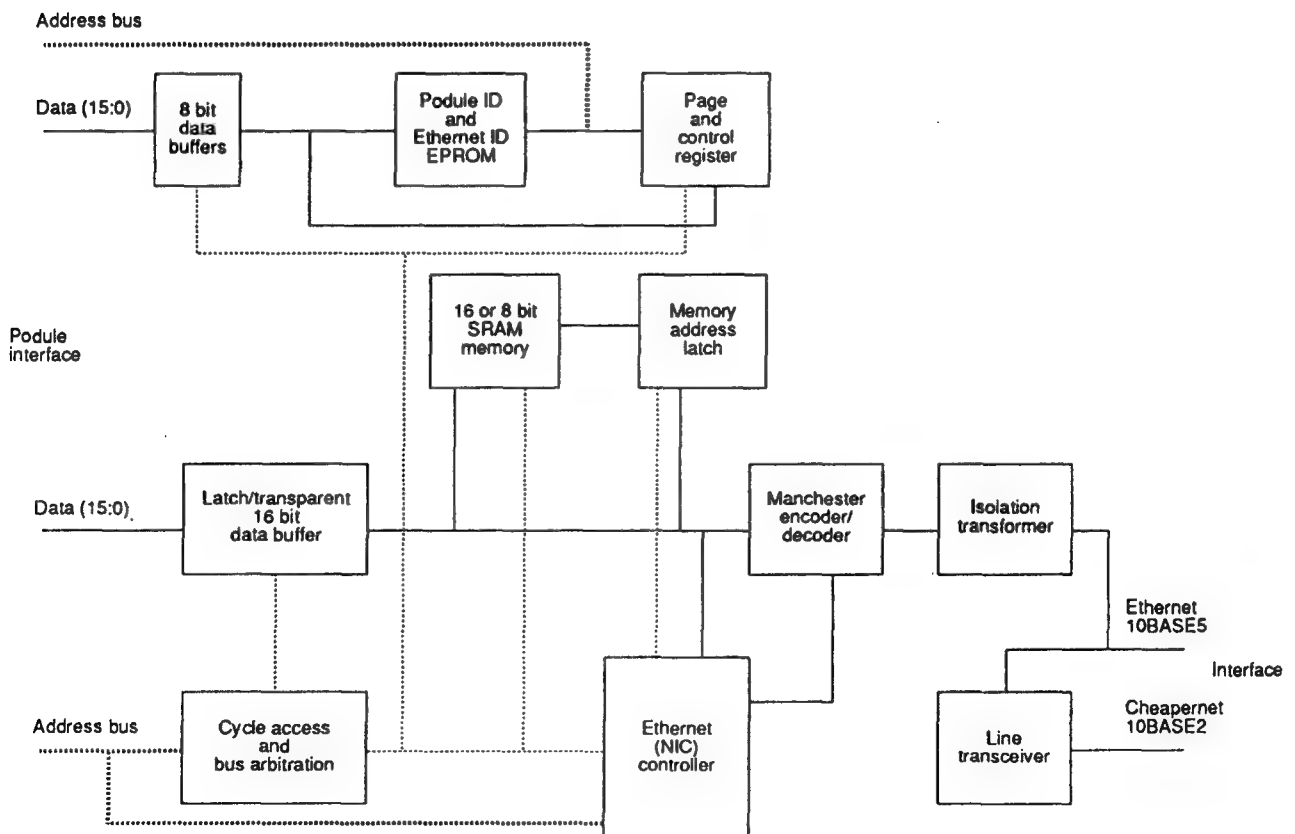 Address bus
Data (15:0)
8 bit
data
buffers
Podule ID
and
Ethernet ID
EPROM
Page
and
control
register
Podule
interface
16 or 8 bit
SRAM
memory
Memory
address
latch
Data (15:0)
Latch/transparent
16 bit
data buffer
Manchester
encoder/
decoder
Isolation
transformer
Ethernet
10BASE5
Interface
Address bus
Cycle access
and
bus arbitration
Ethernet
(NIC)
controller
Line
transceiver
Cheapernet
10BASE2